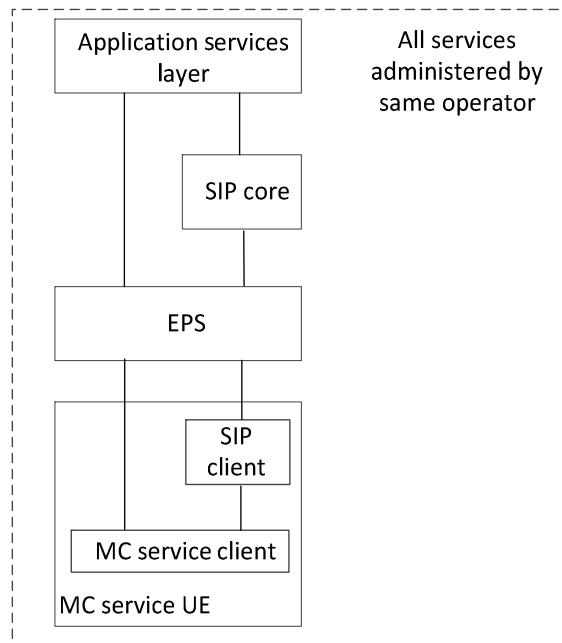 Application services
layer
All services
administered by
same operator
SIP core
EPS
SIP
client
MC service client
MC service UE